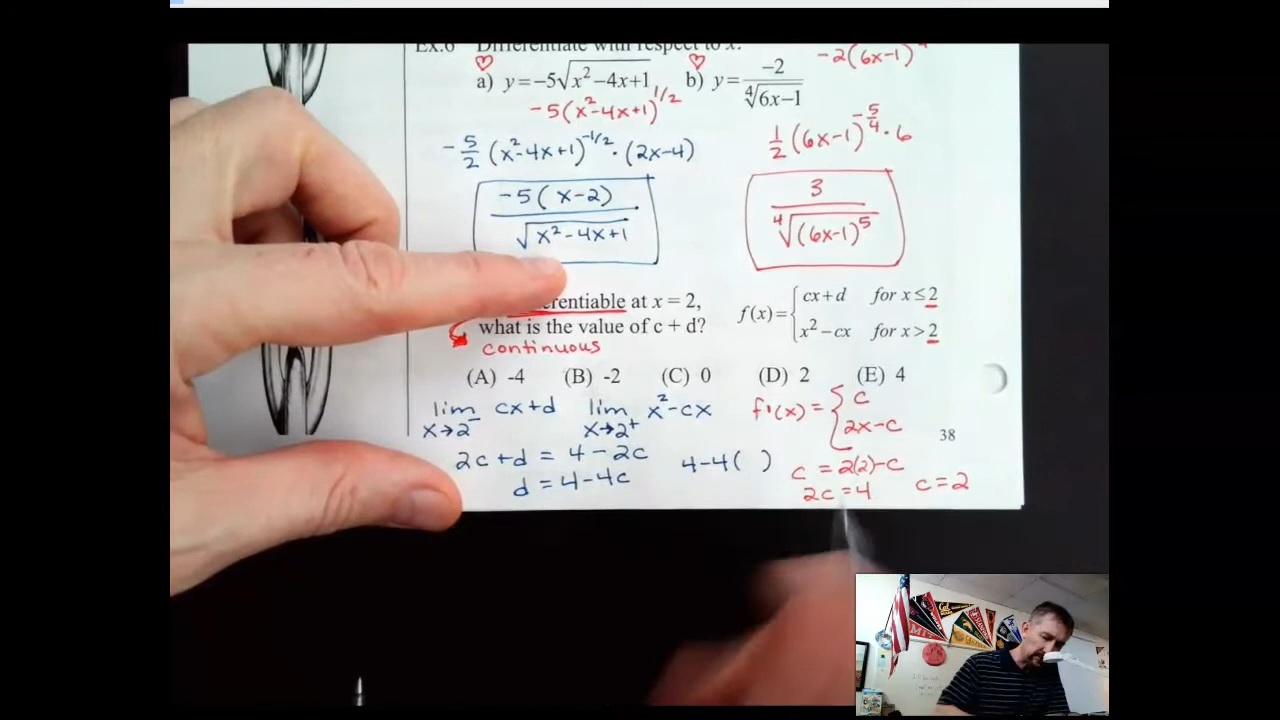 Ex.6 Differentiate with respect to x.
-2(6x-1)
a) y=-5√x²-4x+1 b) y= -2/⁴√6x-1
-5(x²-4x+1)^1/2
-5/2 (x²-4x+1)^-1/2 · (2x-4)
1/2 (6x-1)^-5/4 · 6
-5(x-2)/√x²-4x+1
3/⁴√(6x-1)⁵
at x = 2,
what is the value of c + d?
continuous
f(x)= { cx+d for x≤2
x²-cx for x>2
(A) -4 (B) -2 (C) 0 (D) 2 (E) 4
lim x→2⁻ cx+d lim x→2⁺ x²-cx
f'(x) = { c
2x-c
38
2c+d = 4-2c 4-4( )
d = 4-4c
c = 2(2)-c
2c=4 c=2